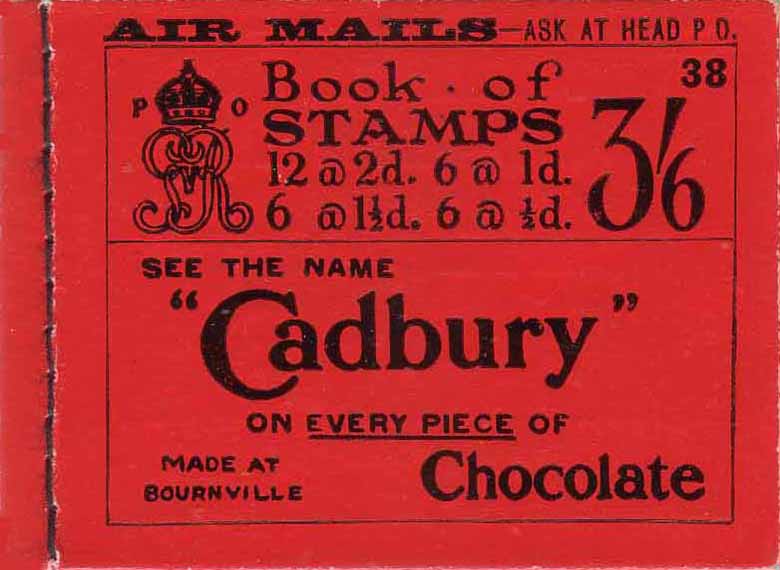 AIR MAILS—ASK AT HEAD P O.
38
P O
Book · of
STAMPS
3/6
12 @ 2d. 6 @ 1d.
6 @ 1½d. 6 @ ½d.
SEE THE NAME
“Cadbury”
ON EVERY PIECE OF
MADE AT
BOURNVILLE
Chocolate